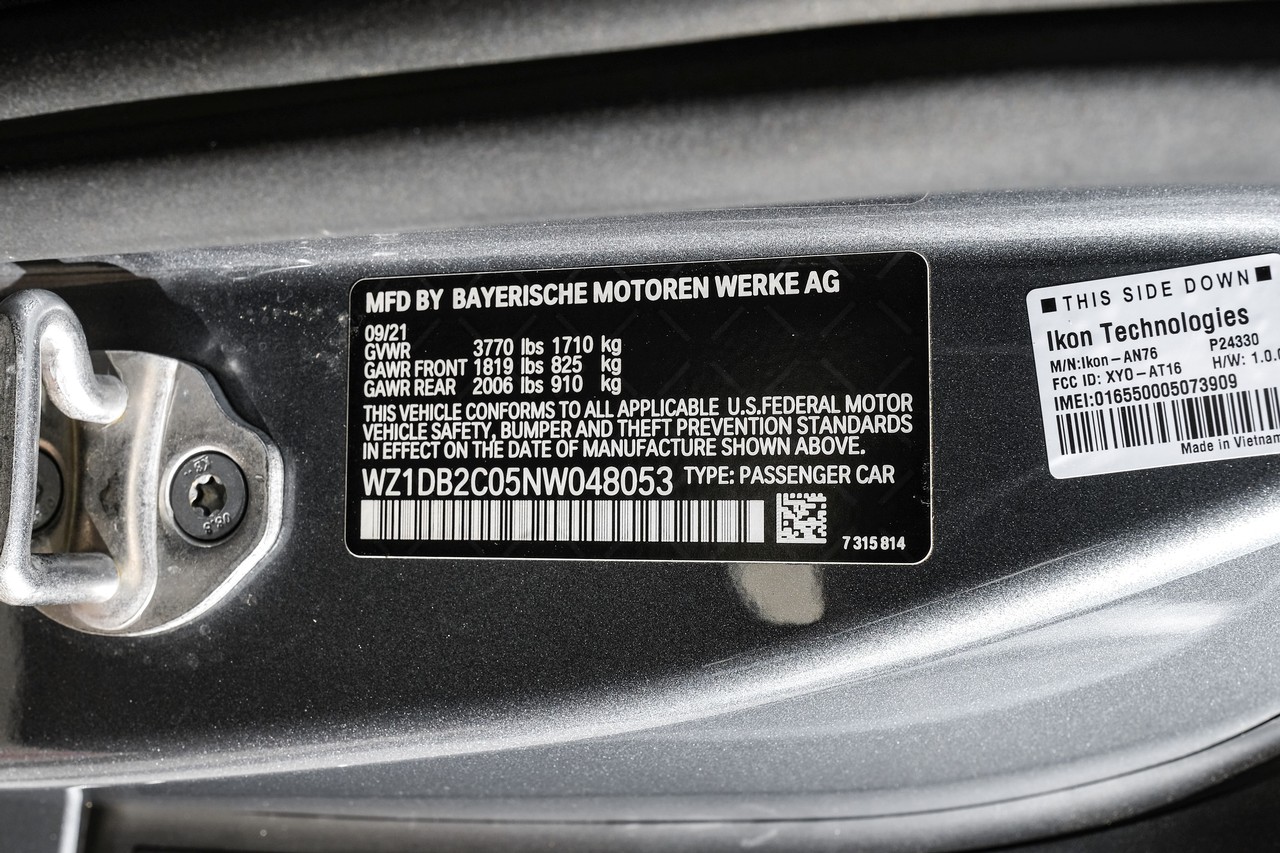 MFD BY BAYERISCHE MOTOREN WERKE AG
09/21
GVWR 3770 lbs 1710 kg
GAWR FRONT 1819 lbs 825 kg
GAWR REAR 2006 lbs 910 kg
THIS VEHICLE CONFORMS TO ALL APPLICABLE U.S.FEDERAL MOTOR
VEHICLE SAFETY, BUMPER AND THEFT PREVENTION STANDARDS
IN EFFECT ON THE DATE OF MANUFACTURE SHOWN ABOVE.
WZ1DB2C05NW048053 TYPE: PASSENGER CAR
7 315 814
THIS SIDE DOWN
Ikon Technologies
M/N:Ikon-AN76 P24330
FCC ID: XYO-AT16 H/W: 1.0.
IMEI:016550005073909
Made in Vietnam